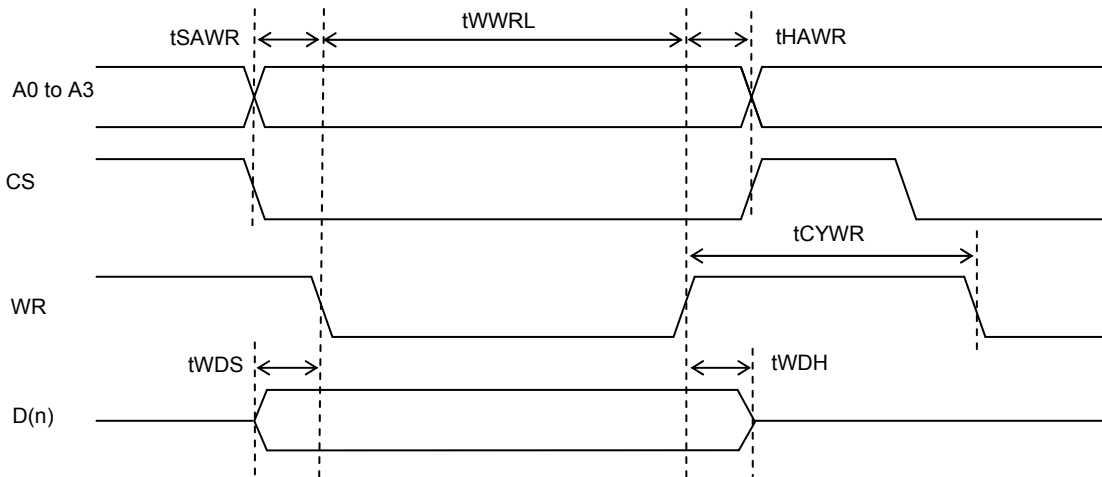 tWWRL
tSAWR
tHAWR
A0 to A3
CS
tCYWR
WR
tWDS
tWDH
D(n)